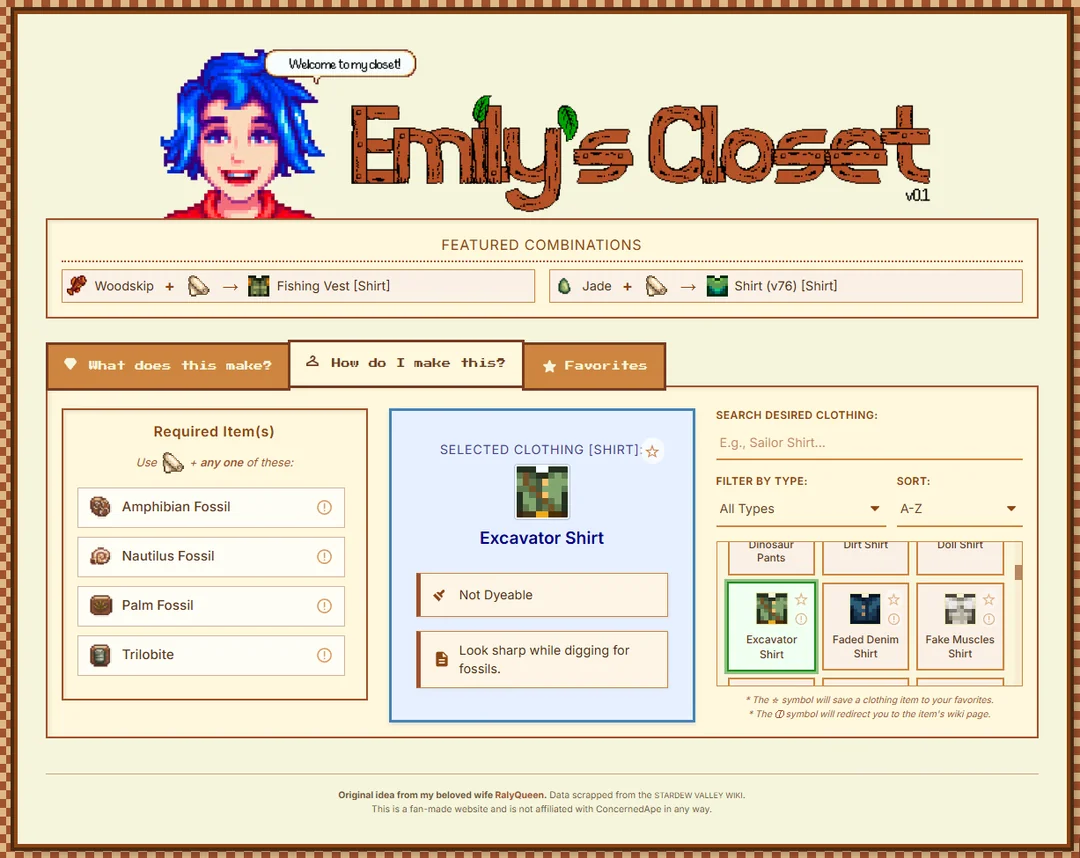 Welcome to my closet!
Emily's Closet
v0.1
FEATURED COMBINATIONS
Woodskip + → Fishing Vest [Shirt]
Jade + → Shirt (v76) [Shirt]
What does this make?
How do I make this?
Favorites
Required Item(s)
Use + any one of these:
Amphibian Fossil
Nautilus Fossil
Palm Fossil
Trilobite
SELECTED CLOTHING [SHIRT]:
Excavator Shirt
Not Dyeable
Look sharp while digging for
fossils.
SEARCH DESIRED CLOTHING:
E.g., Sailor Shirt...
FILTER BY TYPE:
All Types
SORT:
A-Z
Dinosaur
Pants
Dirt Shirt
Doll Shirt
Excavator
Shirt
Faded Denim
Shirt
Fake Muscles
Shirt
* The ☆ symbol will save a clothing item to your favorites.
* The ⓘ symbol will redirect you to the item's wiki page.
Original idea from my beloved wife RalyQueen. Data scrapped from the STARDEW VALLEY WIKI.
This is a fan-made website and is not affiliated with ConcernedApe in any way.